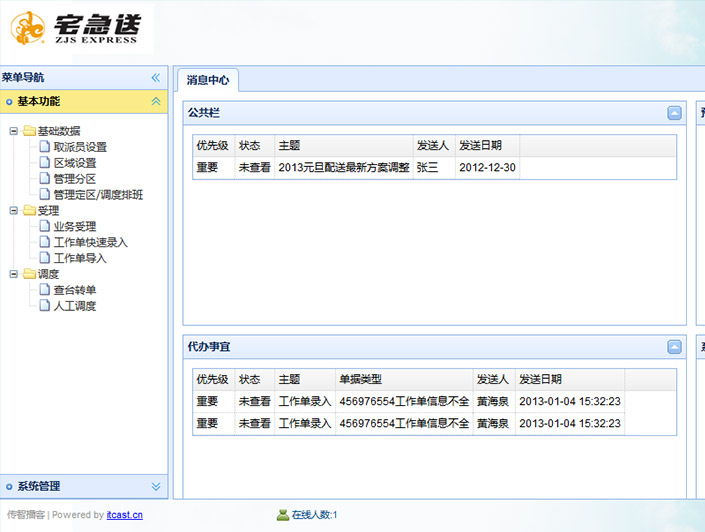 宅急送
ZJS EXPRESS
菜单导航
基本功能
基础数据
取派员设置
区域设置
管理分区
管理定区/调度排班
受理
业务受理
工作单快速录入
工作单导入
调度
查台转单
人工调度
系统管理
消息中心
公共栏
优先级 状态 主题 发送人 发送日期
重要 未查看 2013元旦配送最新方案调整 张三 2012-12-30
代办事宜
优先级 状态 主题 单据类型 发送人 发送日期
重要 未查看 工作单录入 456976554工作单信息不全 黄海泉 2013-01-04 15:32:23
重要 未查看 工作单录入 456976554工作单信息不全 黄海泉 2013-01-04 15:32:23
传智播客 | Powered by itcast.cn
在线人数:1